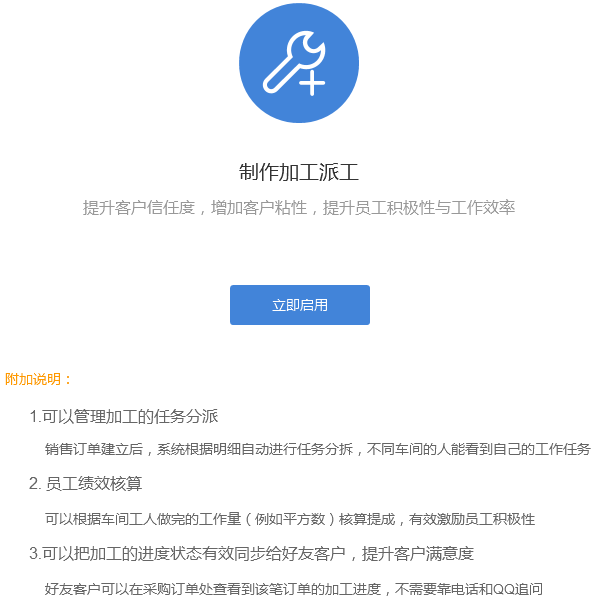 制作加工派工
提升客户信任度，增加客户粘性，提升员工积极性与工作效率
立即启用
附加说明：
1.可以管理加工的任务分派
销售订单建立后，系统根据明细自动进行任务分拆，不同车间的人能看到自己的工作任务
2. 员工绩效核算
可以根据车间工人做完的工作量（例如平方数）核算提成，有效激励员工积极性
3.可以把加工的进度状态有效同步给好友客户，提升客户满意度
好友客户可以在采购订单处查看到该笔订单的加工进度，不需要靠电话和QQ追问